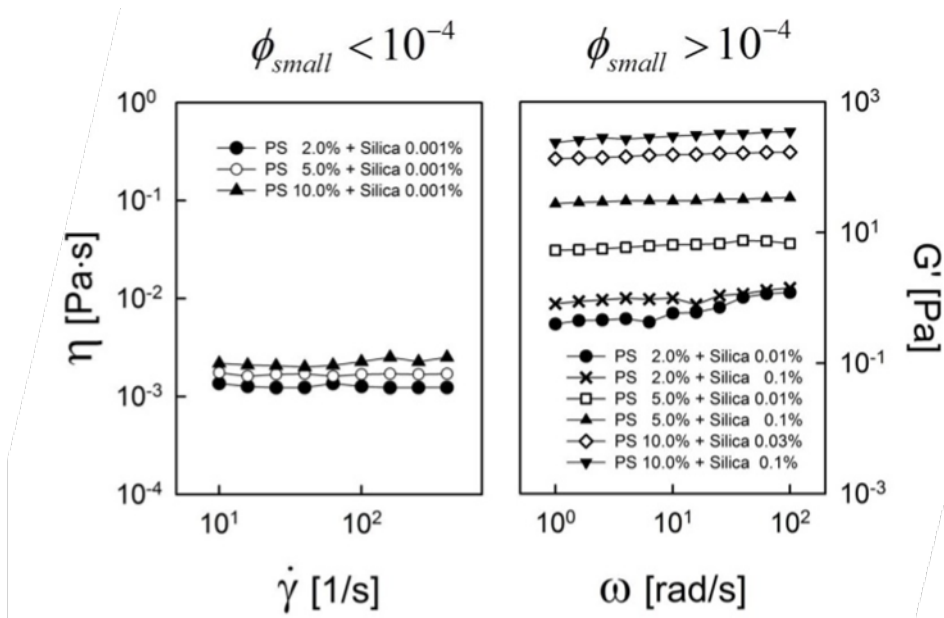 ϕsmall < 10⁻⁴
ϕsmall > 10⁻⁴
η [Pa·s]
10⁰
10⁻¹
10⁻²
10⁻³
10⁻⁴
PS 2.0% + Silica 0.001%
PS 5.0% + Silica 0.001%
PS 10.0% + Silica 0.001%
10¹
10²
γ̇ [1/s]
PS 2.0% + Silica 0.01%
PS 2.0% + Silica 0.1%
PS 5.0% + Silica 0.01%
PS 5.0% + Silica 0.1%
PS 10.0% + Silica 0.03%
PS 10.0% + Silica 0.1%
10⁰
10¹
10²
ω [rad/s]
10³
10¹
10⁻¹
10⁻³
G' [Pa]